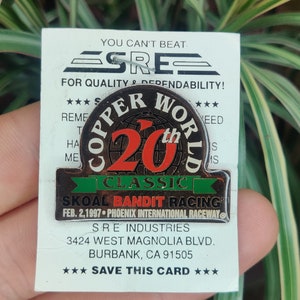 YOU CAN'T BEAT
SRE
FOR QUALITY & DEPENDABILITY!
COPPER WORLD
20th
CLASSIC
SKOAL BANDIT RACING
FEB. 2, 1997 • PHOENIX INTERNATIONAL RACEWAY
S R E INDUSTRIES
3424 WEST MAGNOLIA BLVD.
BURBANK, CA 91505
★★★ SAVE THIS CARD ★★★